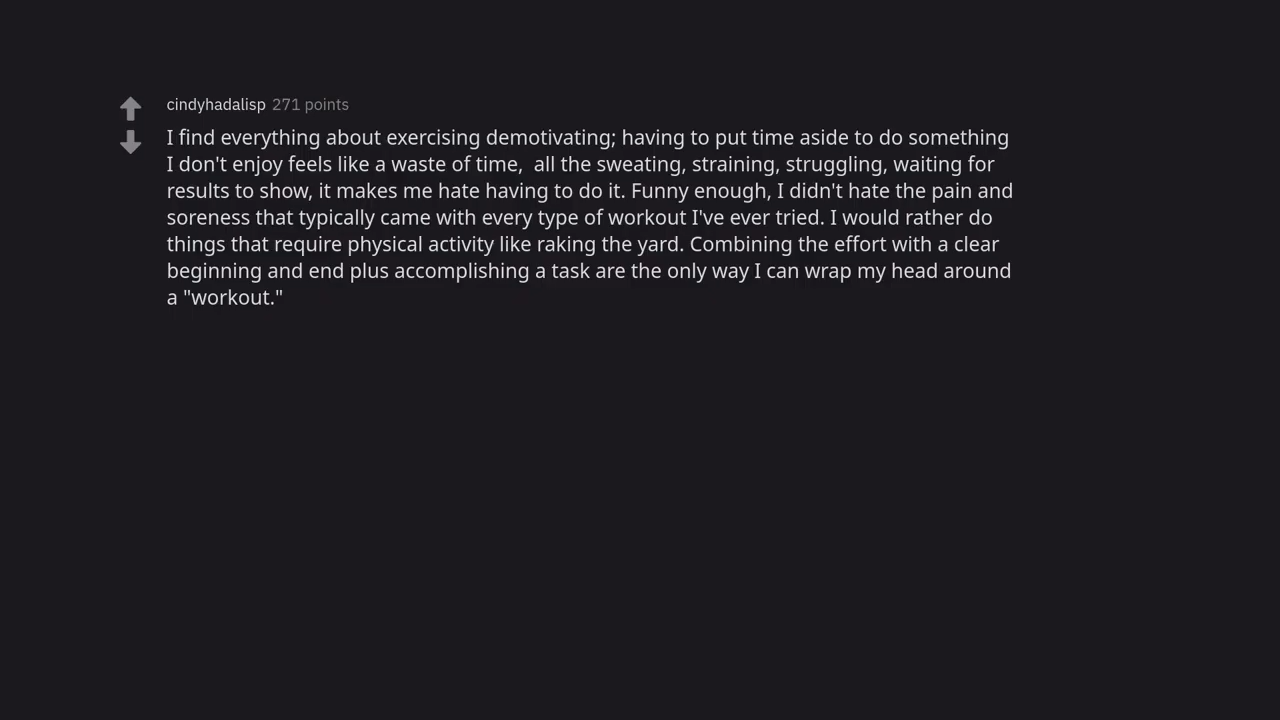 cindyhadalisp 271 points
I find everything about exercising demotivating; having to put time aside to do something
I don't enjoy feels like a waste of time,  all the sweating, straining, struggling, waiting for
results to show, it makes me hate having to do it. Funny enough, I didn't hate the pain and
soreness that typically came with every type of workout I've ever tried. I would rather do
things that require physical activity like raking the yard. Combining the effort with a clear
beginning and end plus accomplishing a task are the only way I can wrap my head around
a "workout."